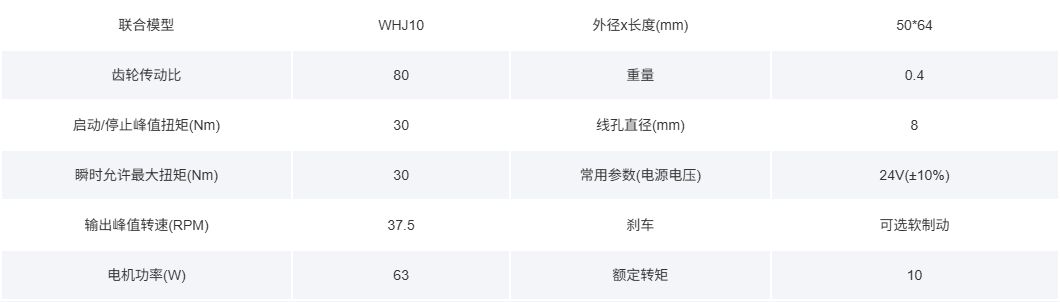 联合模型 WHJ10 外径x长度(mm) 50*64
齿轮传动比 80 重量 0.4
启动/停止峰值扭矩(Nm) 30 线孔直径(mm) 8
瞬时允许最大扭矩(Nm) 30 常用参数(电源电压) 24V(±10%)
输出峰值转速(RPM) 37.5 刹车 可选软制动
电机功率(W) 63 额定转矩 10